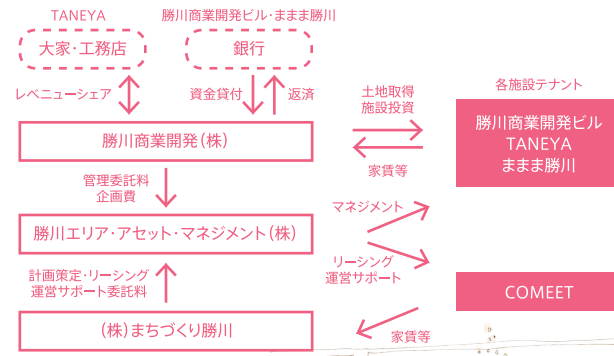 TANEYA
大家・工務店
勝川商業開発ビル・ままま勝川
銀行
レベニューシェア
資金貸付
返済
勝川商業開発(株)
土地取得
施設投資
家賃等
各施設テナント
勝川商業開発ビル
TANEYA
ままま勝川
管理委託料
企画費
勝川エリア・アセット・マネジメント(株)
マネジメント
リーシング
運営サポート
計画策定・リーシング
運営サポート委託料
COMEET
(株)まちづくり勝川
家賃等